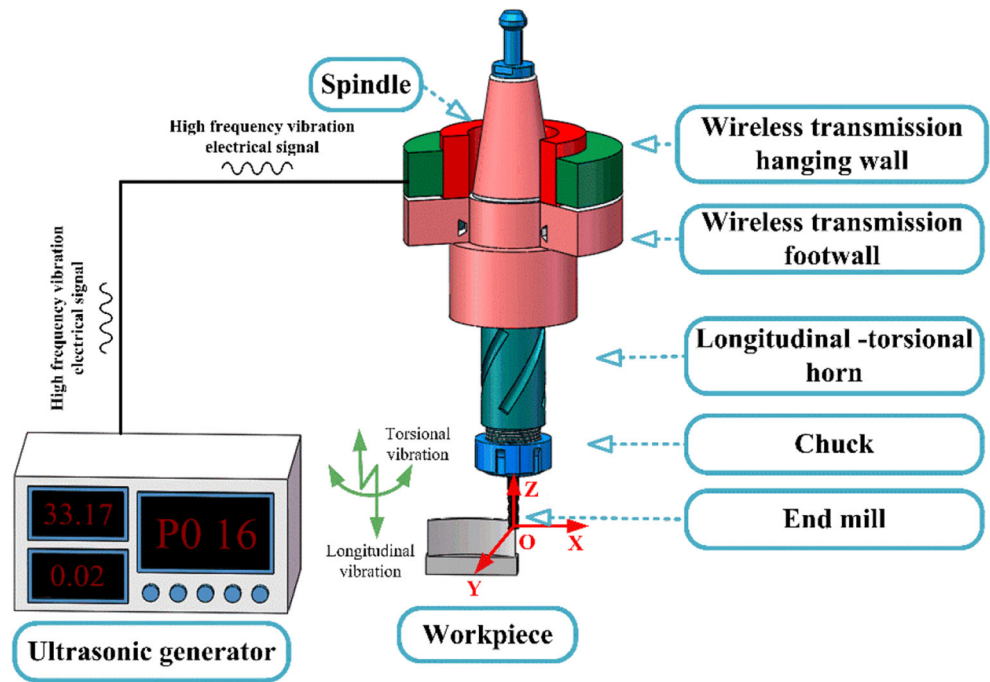 Spindle
High frequency vibration
electrical signal
Wireless transmission
hanging wall
Wireless transmission
footwall
High frequency vibration
electrical signal
Longitudinal -torsional
horn
Torsional
vibration
Chuck
Z
33.17
P0 16
0.02
O
X
End mill
Longitudinal
vibration
Y
Ultrasonic generator
Workpiece